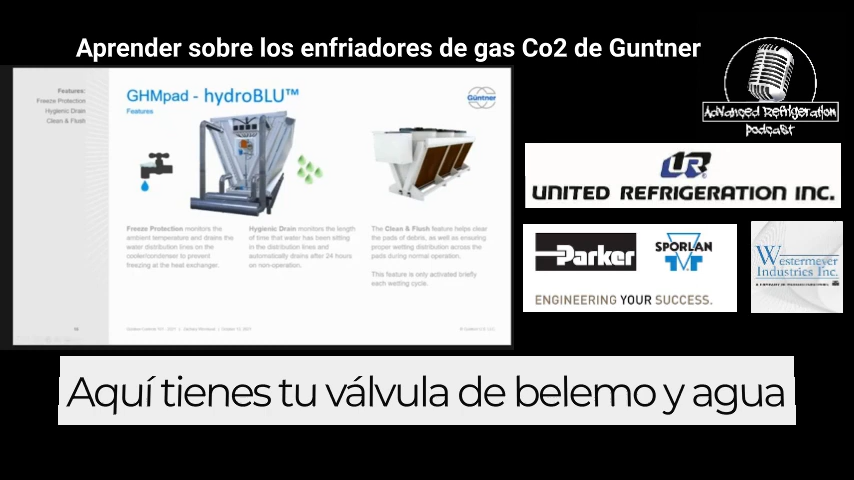 Aprender sobre los enfriadores de gas Co2 de Guntner
Advanced Refrigeration
Podcast
Features:
Freeze Protection
Hygienic Drain
Clean & Flush
GHMpad - hydroBLU™
Features
Güntner
Freeze Protection monitors the
ambient temperature and drains the
water distribution lines on the
cooler/condenser to prevent
freezing at the heat exchanger.
Hygienic Drain monitors the length
of time that water has been sitting
in the distribution lines and
automatically drains after 24 hours
on non-operation.
The Clean & Flush feature helps clear
the pads of debris, as well as ensuring
proper wetting distribution across the
pads during normal operation.
This feature is only activated briefly
each wetting cycle.
UR
UNITED REFRIGERATION INC.
Parker
SPORLAN
ENGINEERING YOUR SUCCESS.
Westermeyer
Industries Inc.
Aquí tienes tu válvula de belemo y agua